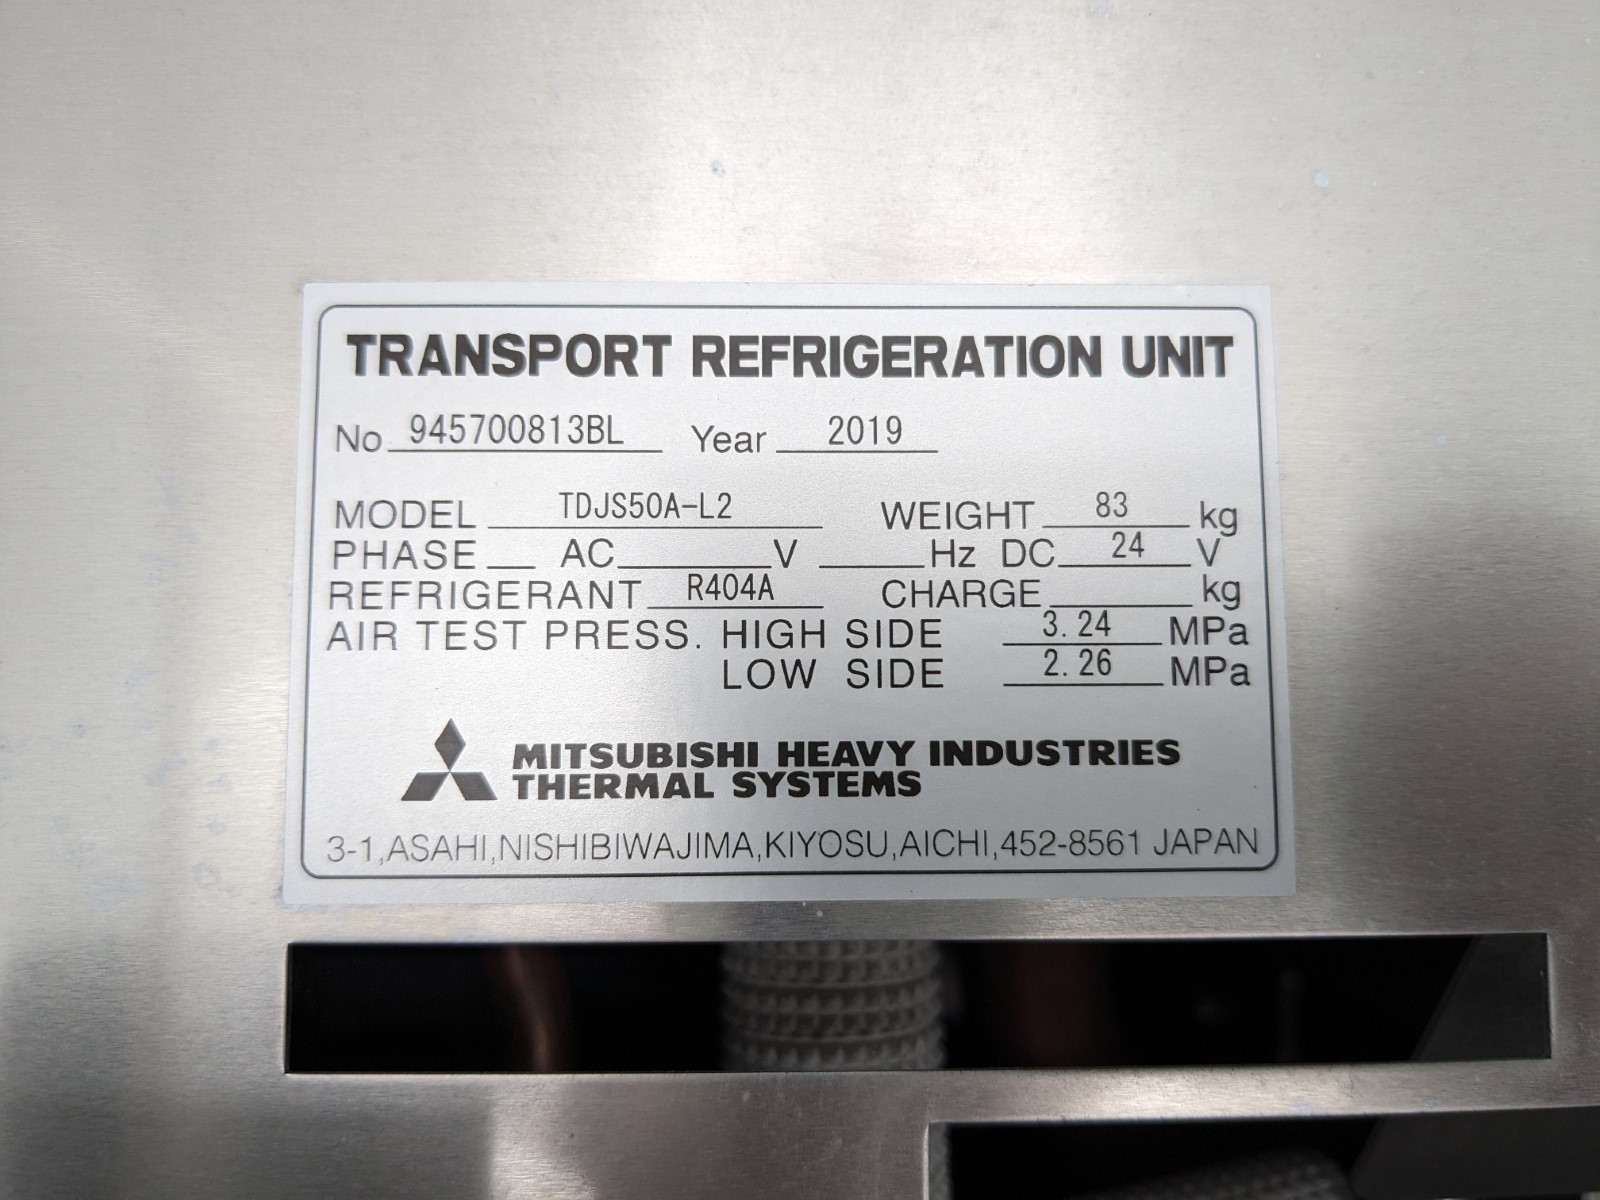 TRANSPORT REFRIGERATION UNIT
No 945700813BL Year 2019
MODEL TDJS50A-L2 WEIGHT 83 kg
PHASE AC V Hz DC 24 V
REFRIGERANT R404A CHARGE kg
AIR TEST PRESS. HIGH SIDE 3.24 MPa
LOW SIDE 2.26 MPa
MITSUBISHI HEAVY INDUSTRIES
THERMAL SYSTEMS
3-1,ASAHI,NISHIBIWAJIMA,KIYOSU,AICHI,452-8561 JAPAN